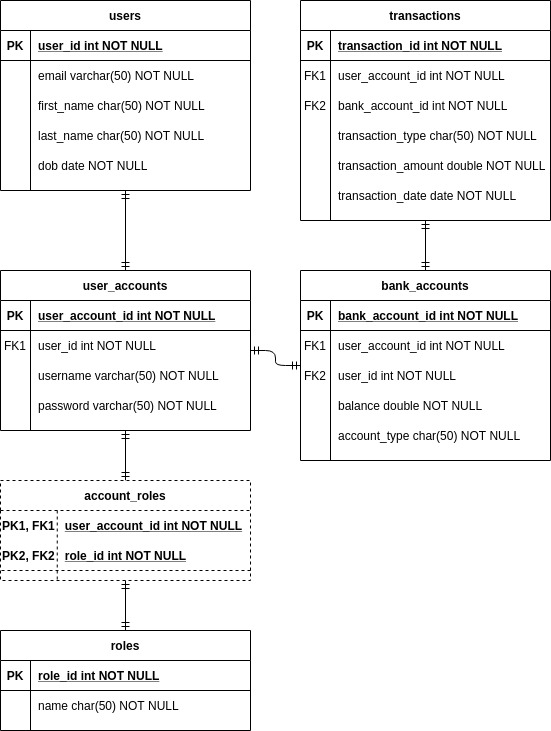 users
PK user_id int NOT NULL
email varchar(50) NOT NULL
first_name char(50) NOT NULL
last_name char(50) NOT NULL
dob date NOT NULL
transactions
PK transaction_id int NOT NULL
FK1 user_account_id int NOT NULL
FK2 bank_account_id int NOT NULL
transaction_type char(50) NOT NULL
transaction_amount double NOT NULL
transaction_date date NOT NULL
user_accounts
PK user_account_id int NOT NULL
FK1 user_id int NOT NULL
username varchar(50) NOT NULL
password varchar(50) NOT NULL
bank_accounts
PK bank_account_id int NOT NULL
FK1 user_account_id int NOT NULL
FK2 user_id int NOT NULL
balance double NOT NULL
account_type char(50) NOT NULL
account_roles
PK1, FK1 user_account_id int NOT NULL
PK2, FK2 role_id int NOT NULL
roles
PK role_id int NOT NULL
name char(50) NOT NULL